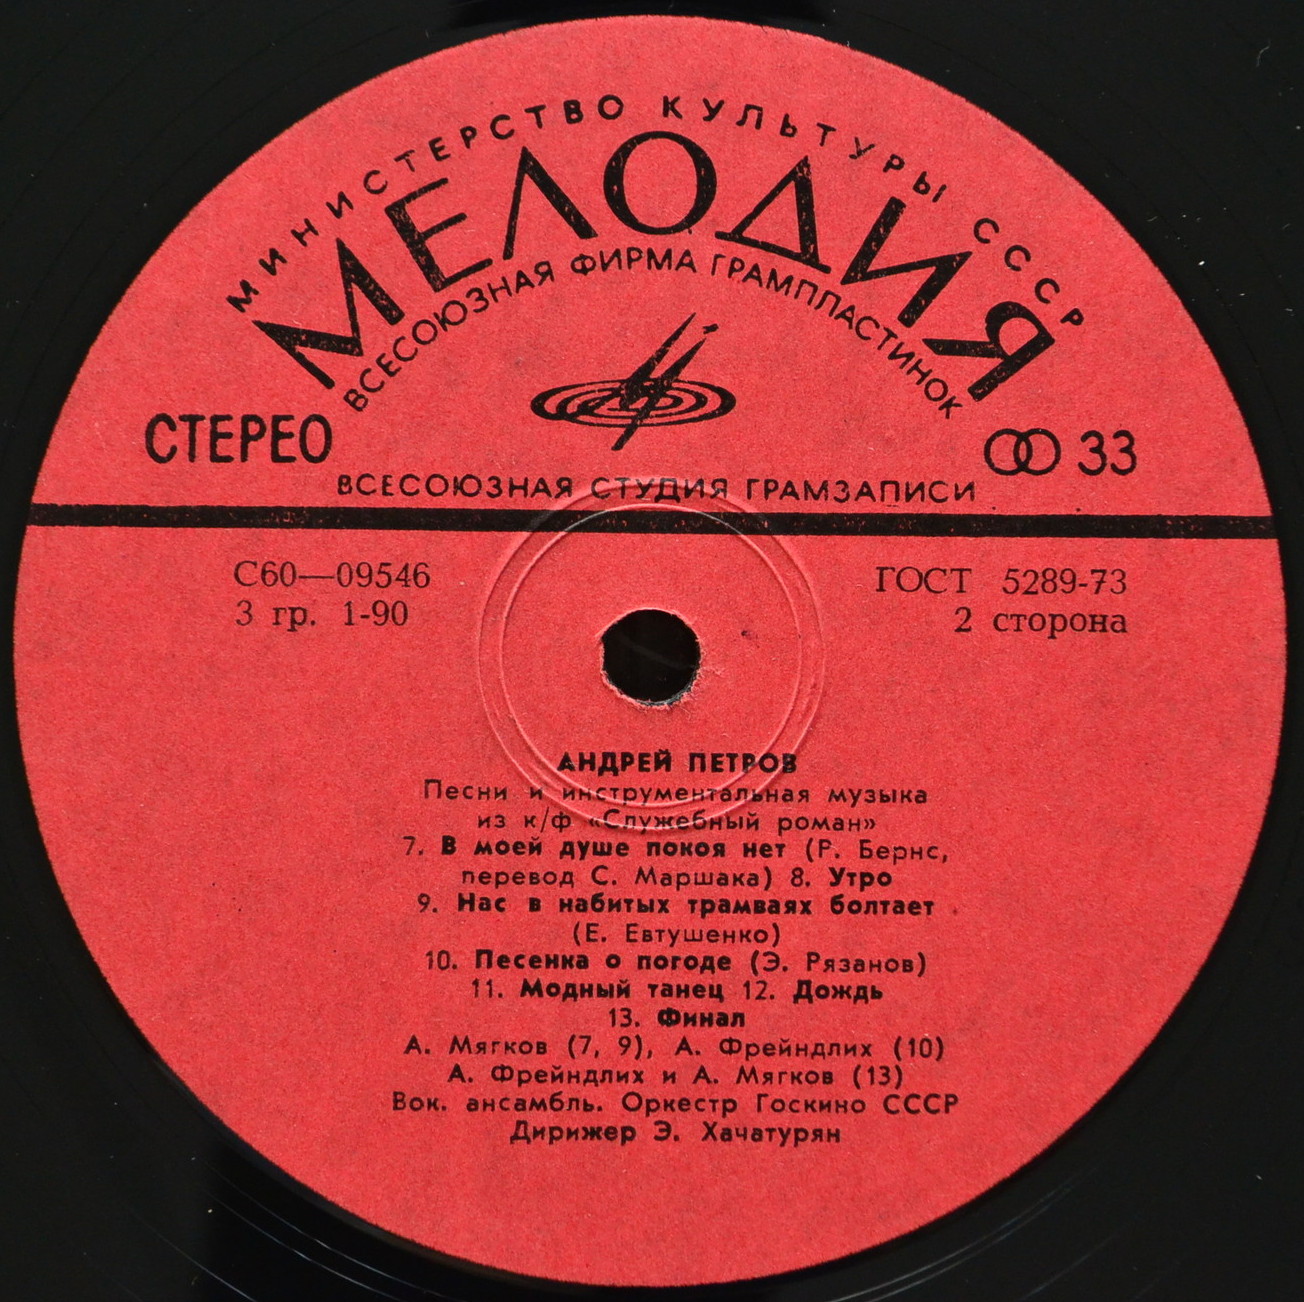 МИНИСТЕРСТВО КУЛЬТУРЫ СССР
МЕЛОДИЯ
ВСЕСОЮЗНАЯ ФИРМА ГРАМПЛАСТИНОК
СТЕРЕО
33
ВСЕСОЮЗНАЯ СТУДИЯ ГРАМЗАПИСИ
С60—09546
ГОСТ 5289-73
3 гр. 1-90
2 сторона
АНДРЕЙ ПЕТРОВ
Песни и инструментальная музыка
из к/ф «Служебный роман»
7. В моей душе покоя нет (Р. Бернс,
перевод С. Маршака) 8. Утро
9. Нас в набитых трамваях болтает
(Е. Евтушенко)
10. Песенка о погоде (Э. Рязанов)
11. Модный танец 12. Дождь
13. Финал
А. Мягков (7, 9), А. Фрейндлих (10)
А. Фрейндлих и А. Мягков (13)
Вок. ансамбль. Оркестр Госкино СССР
Дирижер Э. Хачатурян